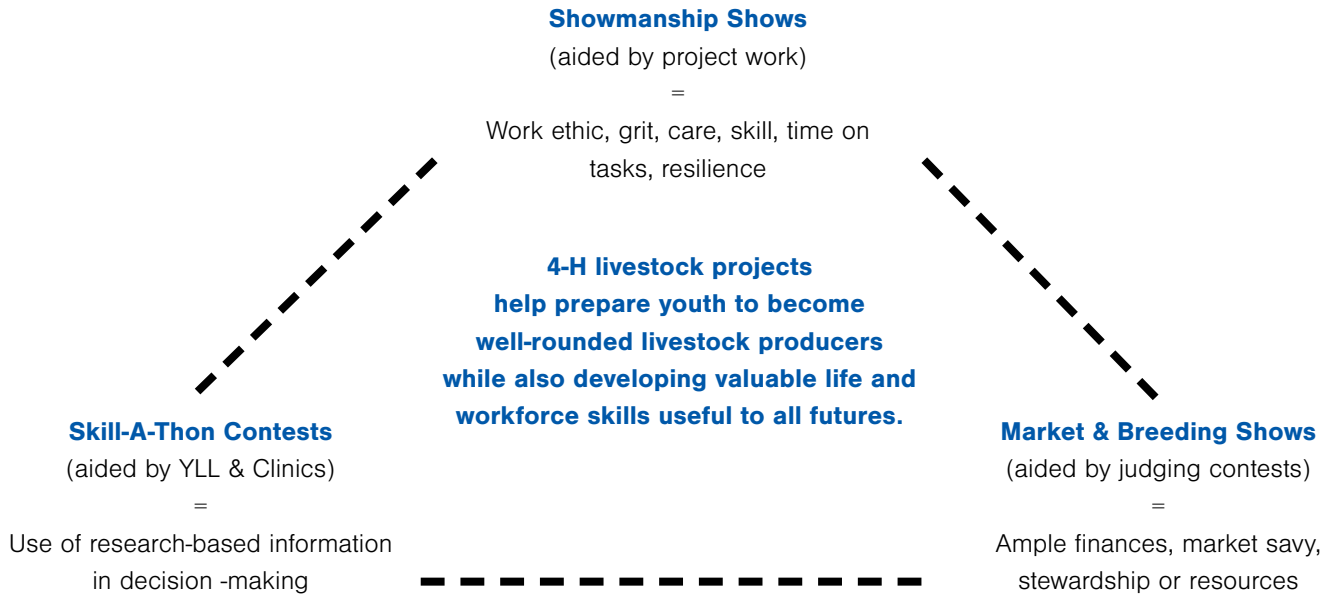 Showmanship Shows
(aided by project work)
=
Work ethic, grit, care, skill, time on
tasks, resilience
4-H livestock projects
help prepare youth to become
well-rounded livestock producers
while also developing valuable life and
workforce skills useful to all futures.
Skill-A-Thon Contests
(aided by YLL & Clinics)
=
Use of research-based information
in decision -making
Market & Breeding Shows
(aided by judging contests)
=
Ample finances, market savy,
stewardship or resources